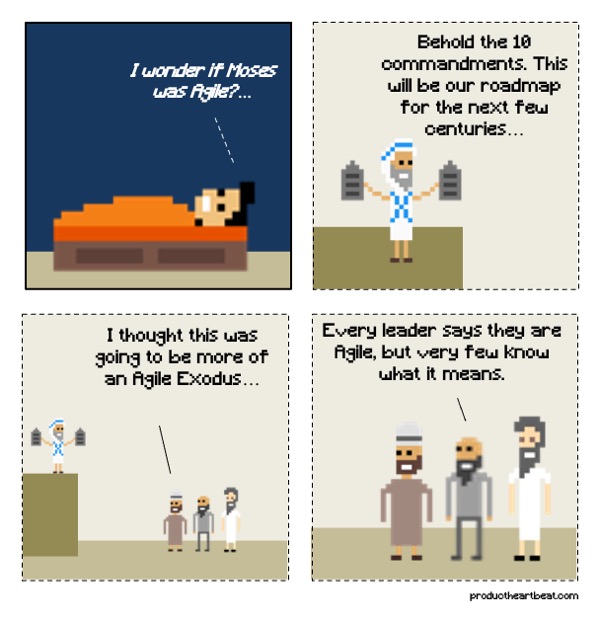 I wonder if Moses
was Agile?...
Behold the 10
commandments. This
will be our roadmap
for the next few
centuries...
I thought this was
going to be more of
an Agile Exodus...
Every leader says they are
Agile, but very few know
what it means.
productheartbeat.com